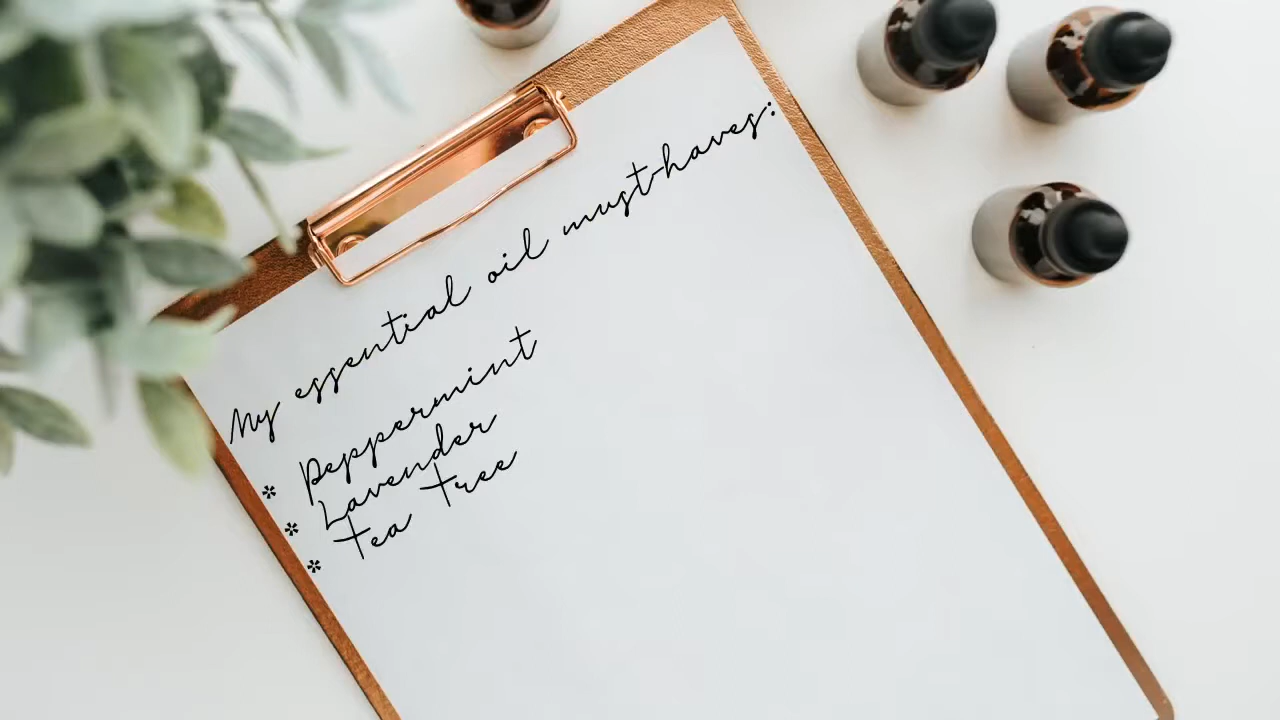 My essential oil must-haves:
* Peppermint
* Lavender
* Tea Tree